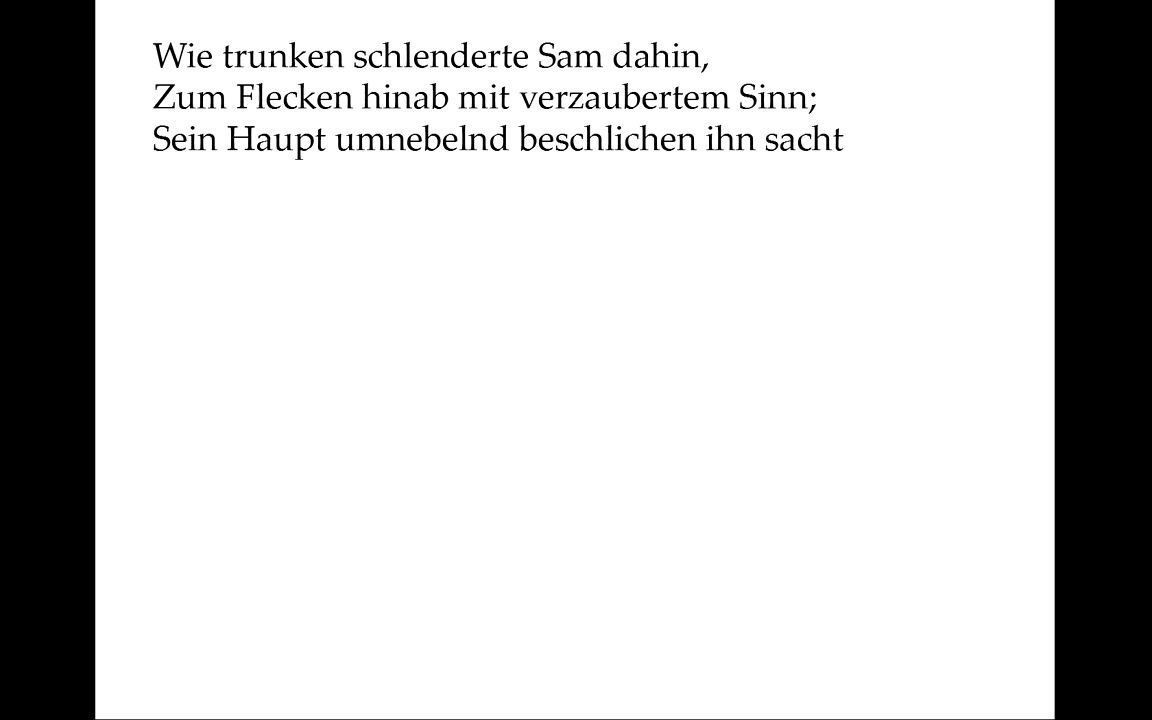 Wie trunken schlenderte Sam dahin,
Zum Flecken hinab mit verzaubertem Sinn;
Sein Haupt umnebelnd beschlichen ihn sacht